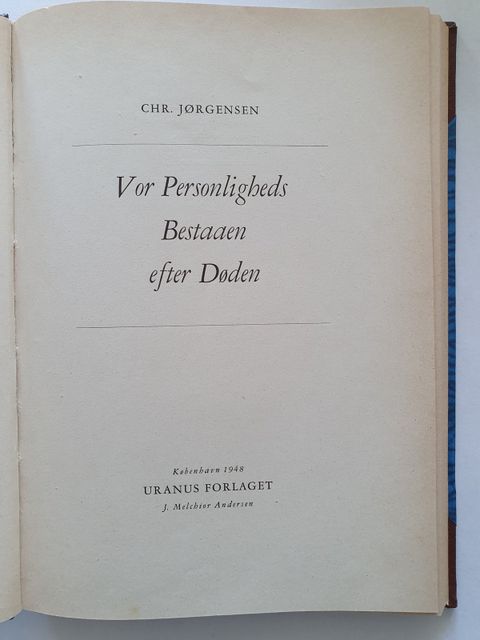 CHR. JØRGENSEN
Vor Personligheds
Bestaaen
efter Døden
København 1948
URANUS FORLAGET
J. Melchior Andersen